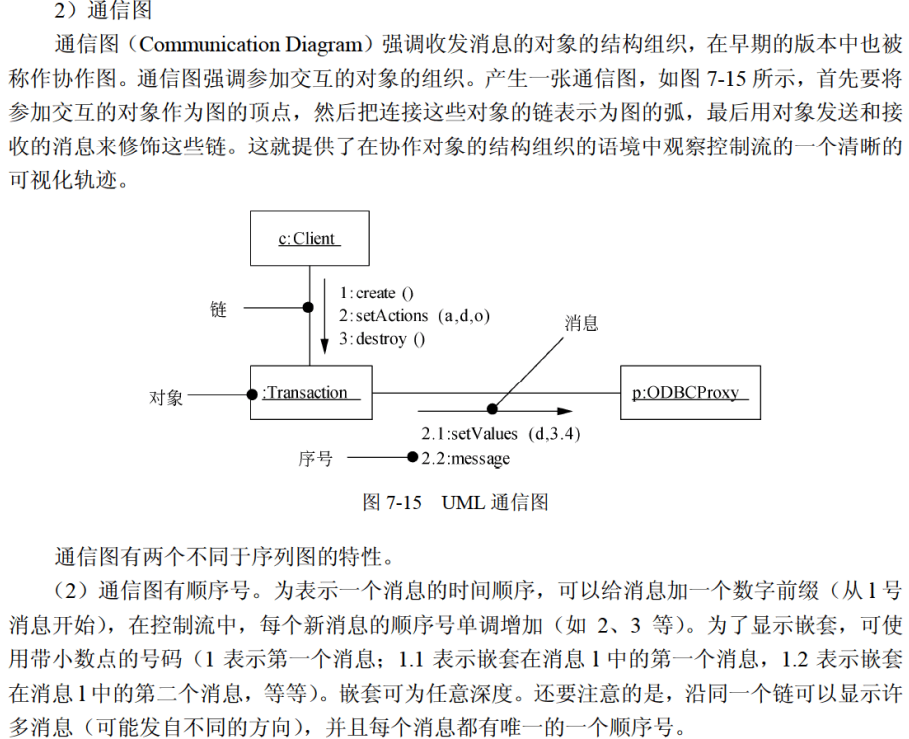 2）通信图
通信图（Communication Diagram）强调收发消息的对象的结构组织，在早期的版本中也被
称作协作图。通信图强调参加交互的对象的组织。产生一张通信图，如图 7-15 所示，首先要将
参加交互的对象作为图的顶点，然后把连接这些对象的链表示为图的弧，最后用对象发送和接
收的消息来修饰这些链。这就提供了在协作对象的结构组织的语境中观察控制流的一个清晰的
可视化轨迹。
c:Client
链
1:create ()
2:setActions (a,d,o)
3:destroy ()
消息
对象
:Transaction
p:ODBCProxy
2.1:setValues (d,3.4)
序号
2.2:message
图 7-15 UML 通信图
通信图有两个不同于序列图的特性。
（2）通信图有顺序号。为表示一个消息的时间顺序，可以给消息加一个数字前缀（从 l 号
消息开始），在控制流中，每个新消息的顺序号单调增加（如 2、3 等）。为了显示嵌套，可使
用带小数点的号码（1 表示第一个消息；1.1 表示嵌套在消息 l 中的第一个消息，1.2 表示嵌套
在消息 l 中的第二个消息，等等）。嵌套可为任意深度。还要注意的是，沿同一个链可以显示许
多消息（可能发自不同的方向），并且每个消息都有唯一的一个顺序号。